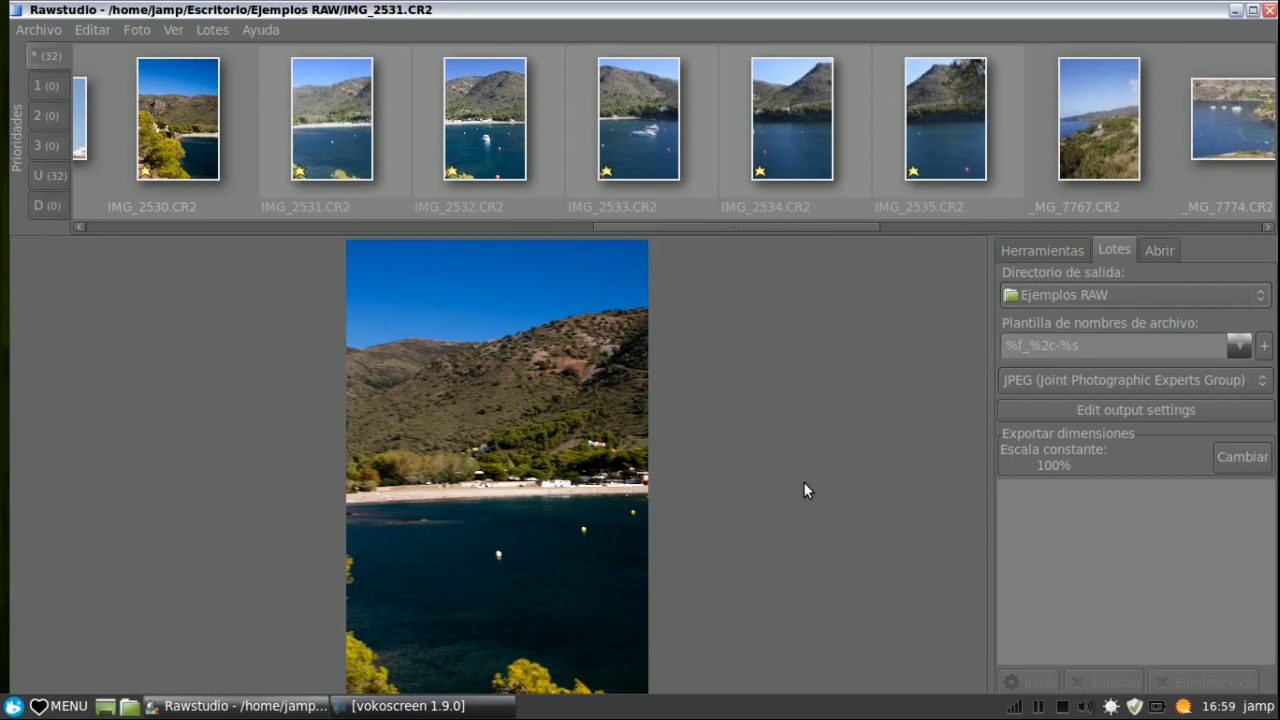 Rawstudio - /home/jamp/Escritorio/Ejemplos RAW/IMG_2531.CR2
Archivo Editar Foto Ver Lotes Ayuda
Prioridades
* (32)
1 (0)
2 (0)
3 (0)
U (32)
D (0)
IMG_2530.CR2 IMG_2531.CR2 IMG_2532.CR2 IMG_2533.CR2 IMG_2534.CR2 IMG_2535.CR2 _MG_7767.CR2 _MG_7774.CR2
Herramientas Lotes Abrir
Directorio de salida:
Ejemplos RAW
Plantilla de nombres de archivo:
%f_%2c-%s
+
JPEG (Joint Photographic Experts Group)
Edit output settings
Exportar dimensiones
Escala constante:
100%
Cambiar
Inicio Eliminar Eliminar todo
MENU Rawstudio - /home/jamp... [vokoscreen 1.9.0] 16:59 jamp